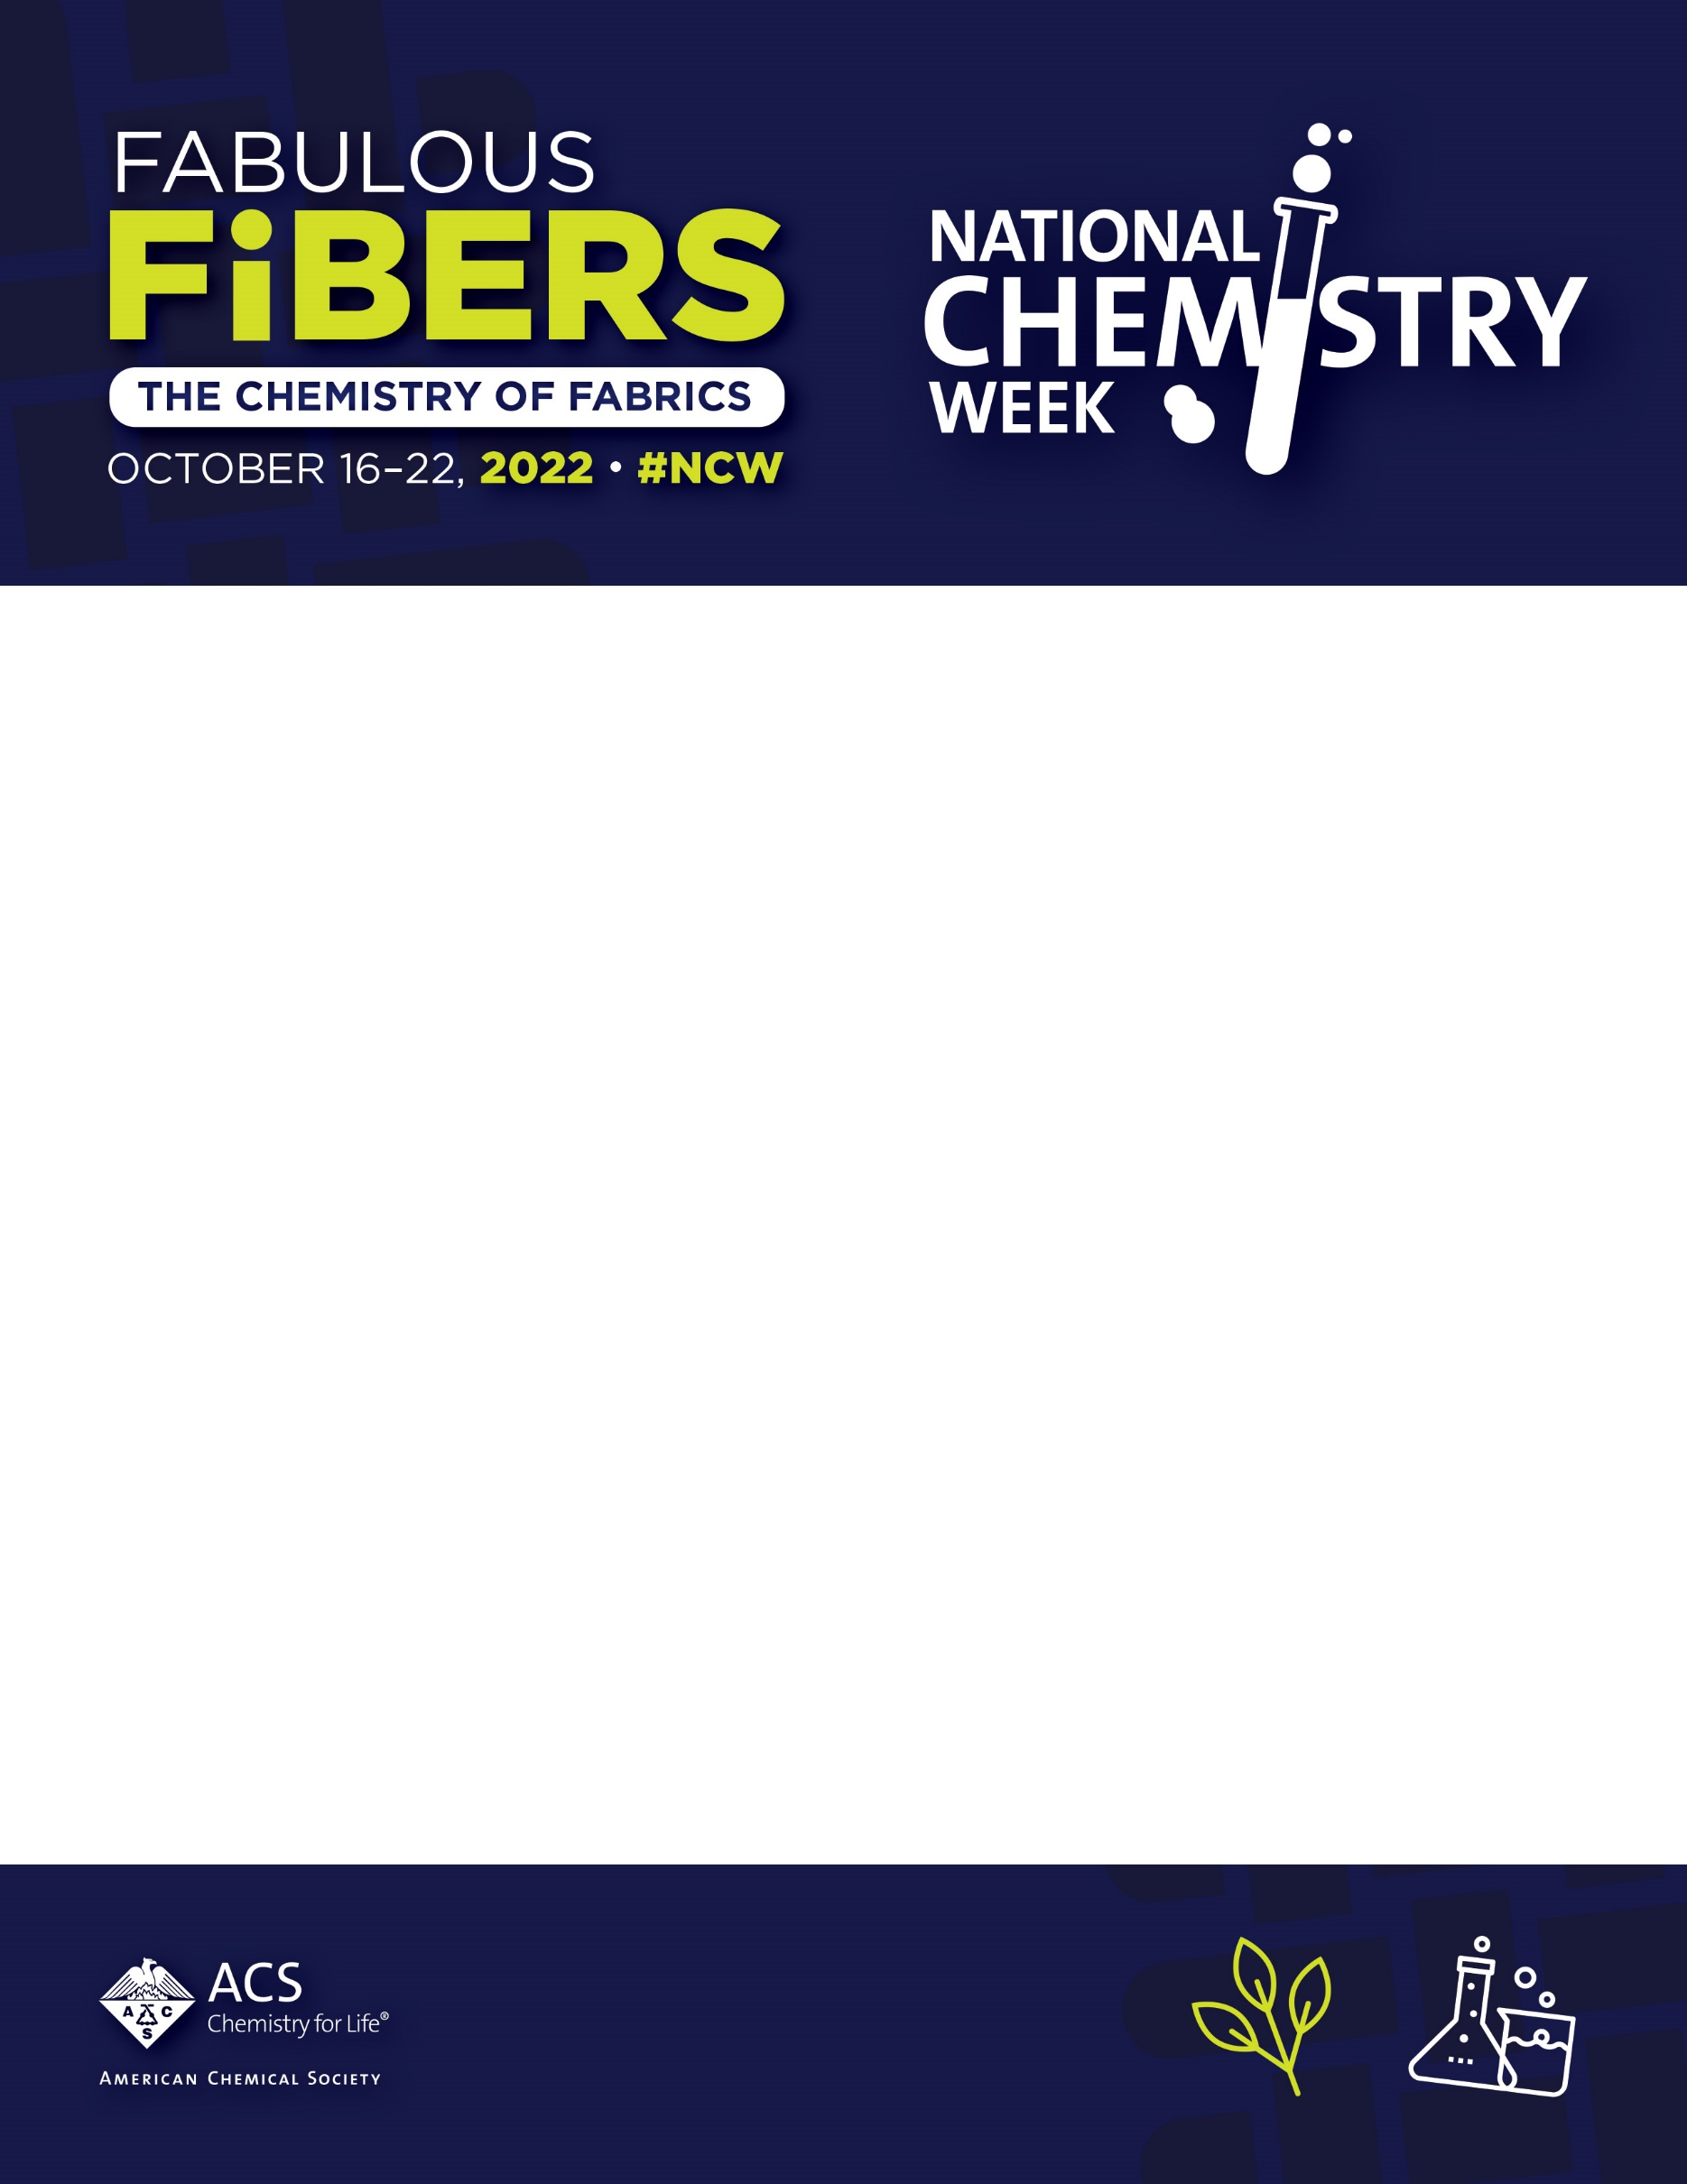 FABULOUS
FiBERS
THE CHEMISTRY OF FABRICS
OCTOBER 16–22, 2022 • #NCW
NATIONAL
CHEMISTRY
WEEK
A C
S
ACS
Chemistry for Life®
AMERICAN CHEMICAL SOCIETY